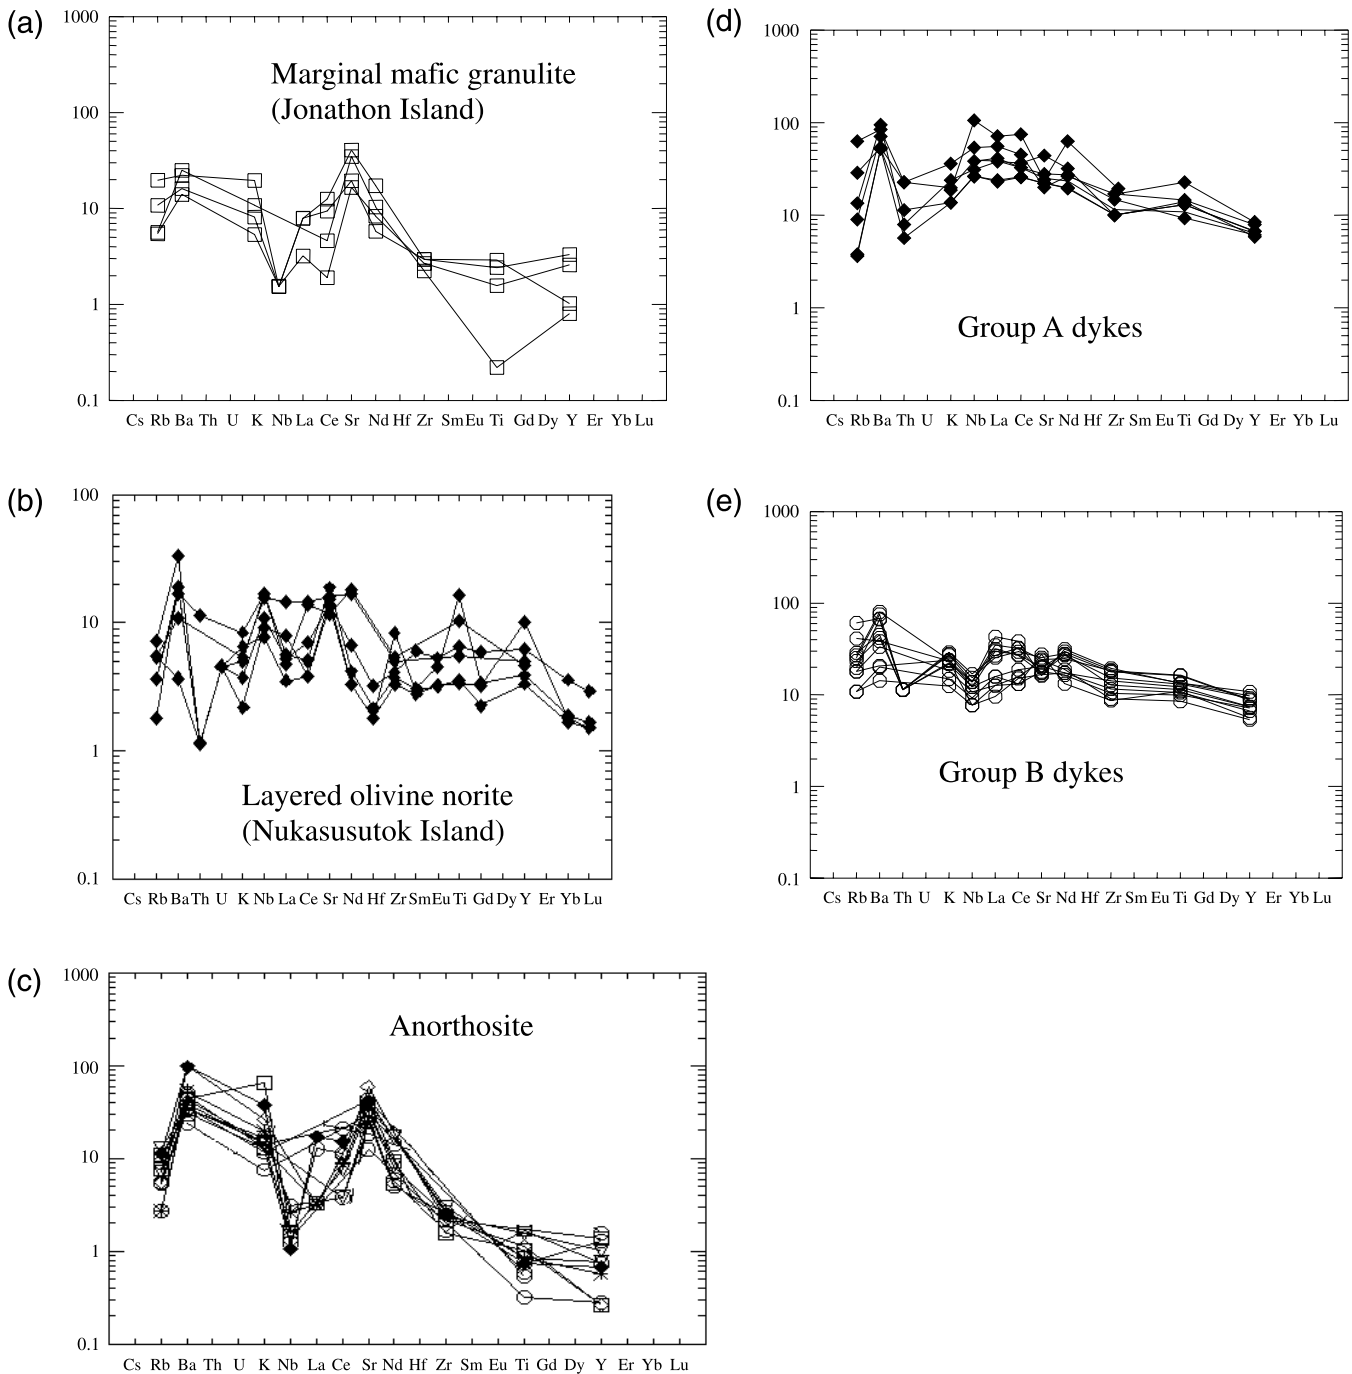 (a)
1000
100
10
1
0.1
Marginal mafic granulite
(Jonathon Island)
Cs Rb Ba Th U K Nb La Ce Sr Nd Hf Zr Sm Eu Ti Gd Dy Y Er Yb Lu
(b)
100
10
1
0.1
Layered olivine norite
(Nukasusutok Island)
Cs Rb Ba Th U K Nb La Ce Sr Nd Hf Zr Sm Eu Ti Gd Dy Y Er Yb Lu
(c)
1000
100
10
1
0.1
Anorthosite
Cs Rb Ba Th U K Nb La Ce Sr Nd Hf Zr Sm Eu Ti Gd Dy Y Er Yb Lu
(d)
1000
100
10
1
0.1
Group A dykes
Cs Rb Ba Th U K Nb La Ce Sr Nd Hf Zr Sm Eu Ti Gd Dy Y Er Yb Lu
(e)
1000
100
10
1
0.1
Group B dykes
Cs Rb Ba Th U K Nb La Ce Sr Nd Hf Zr Sm Eu Ti Gd Dy Y Er Yb Lu